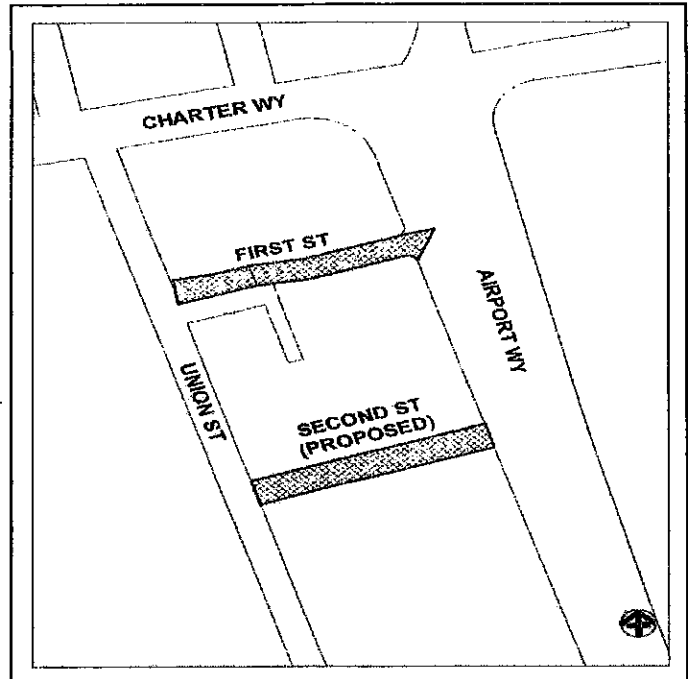 CHARTER WY
FIRST ST
AIRPORT WY
UNION ST
SECOND ST
(PROPOSED)